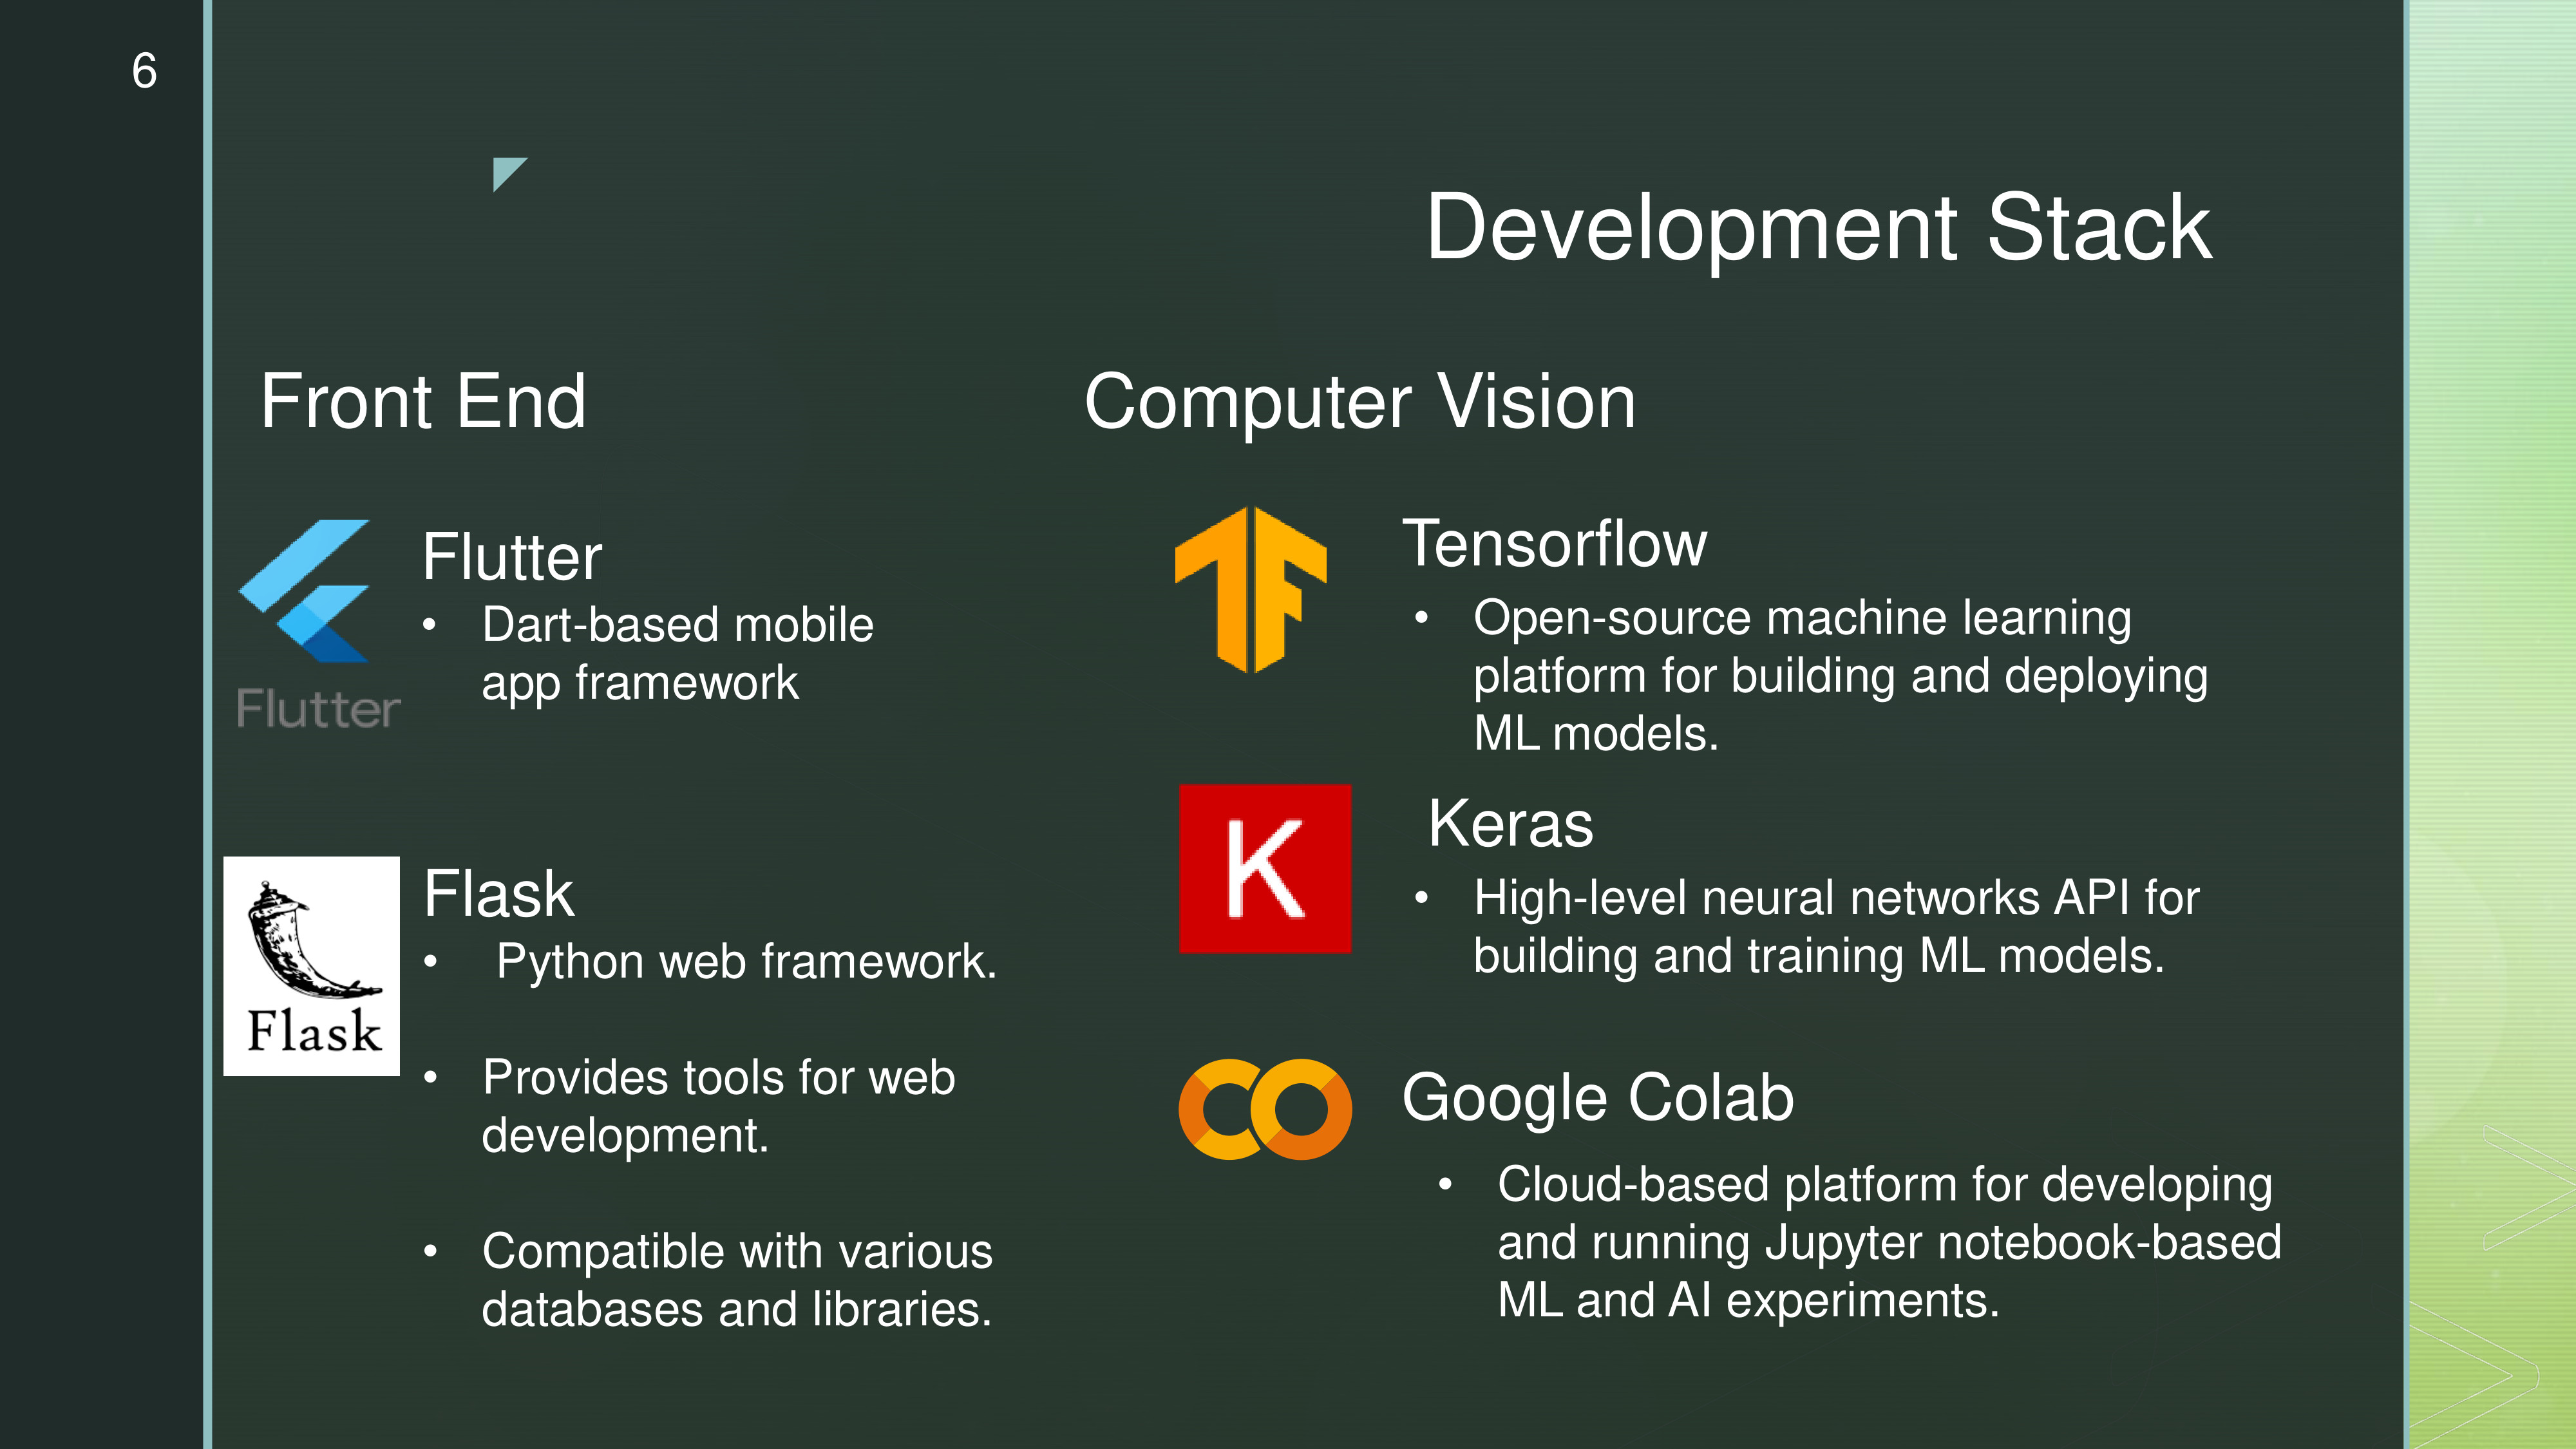 6
Development Stack
Front End
Flutter
Flutter
• Dart-based mobile
app framework
Flask
Flask
• Python web framework.
• Provides tools for web
development.
• Compatible with various
databases and libraries.
Computer Vision
TF
Tensorflow
• Open-source machine learning
platform for building and deploying
ML models.
K
Keras
• High-level neural networks API for
building and training ML models.
CO
Google Colab
• Cloud-based platform for developing
and running Jupyter notebook-based
ML and AI experiments.